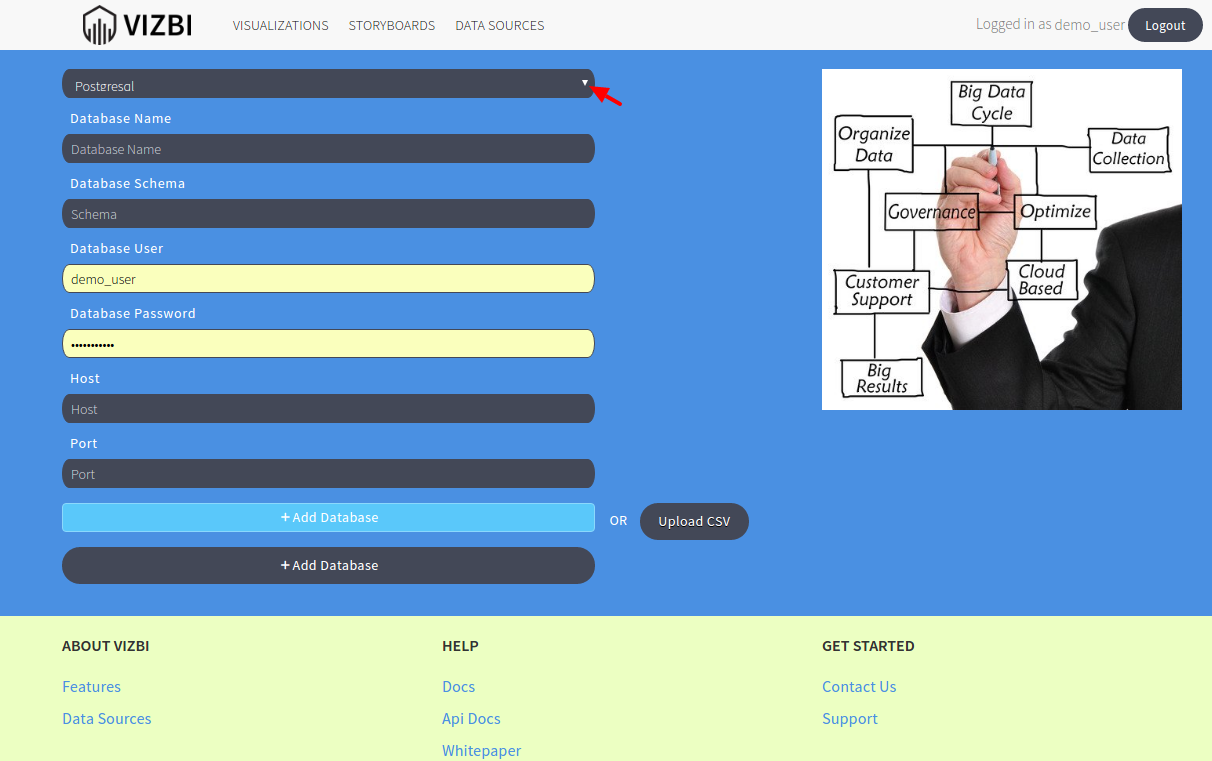 VIZBI
VISUALIZATIONS STORYBOARDS DATA SOURCES
Logged in as demo_user Logout
Postgresql
Database Name
Database Name
Database Schema
Schema
Database User
demo_user
Database Password
•••••••••••
Host
Host
Port
Port
+ Add Database
OR
Upload CSV
+ Add Database
Big Data
Cycle
Organize
Data
Data
Collection
Governance
Optimize
Customer
Support
Cloud
Based
Big
Results
ABOUT VIZBI
Features
Data Sources
HELP
Docs
Api Docs
Whitepaper
GET STARTED
Contact Us
Support